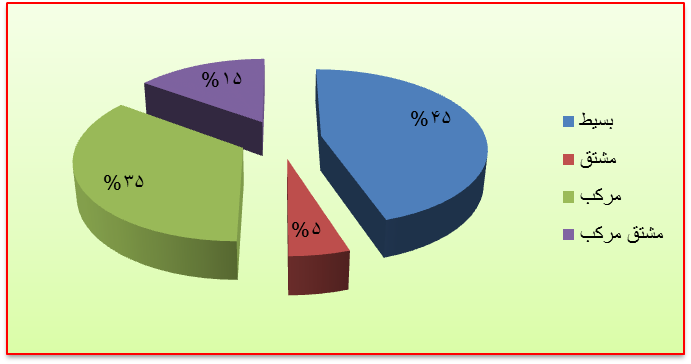 %۱۵
%۴۵
%۳۵
%۵
بسیط
مشتق
مرکب
مشتق مرکب